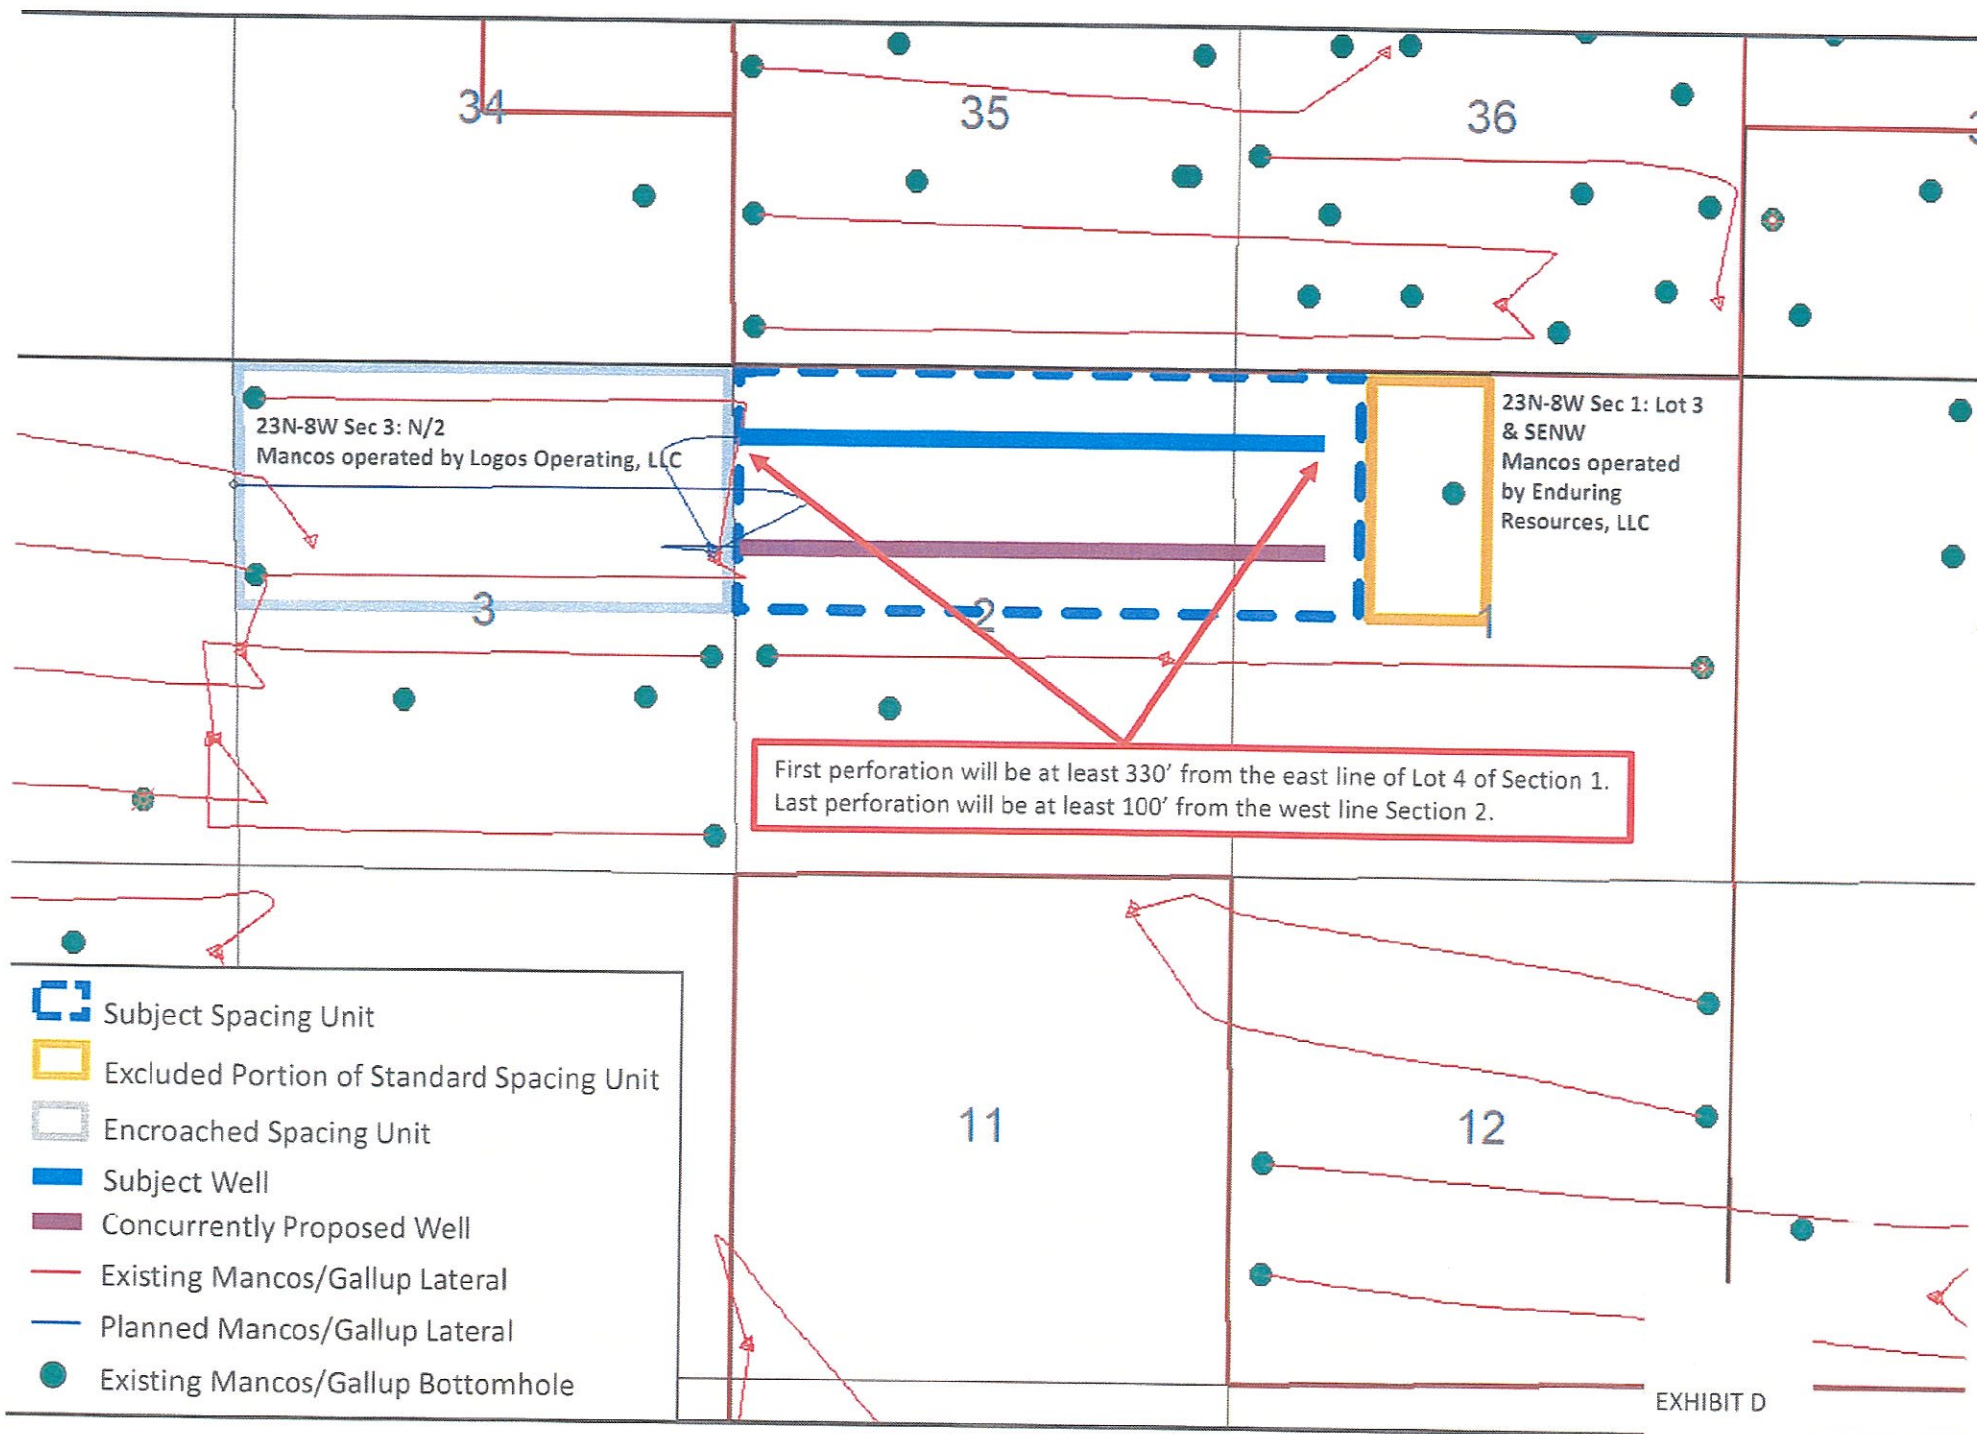 34
35
36
23N-8W Sec 3: N/2
Mancos operated by Logos Operating, LLC
23N-8W Sec 1: Lot 3
& SENW
Mancos operated
by Enduring
Resources, LLC
3
2
1
First perforation will be at least 330’ from the east line of Lot 4 of Section 1.
Last perforation will be at least 100’ from the west line Section 2.
11
12
Subject Spacing Unit
Excluded Portion of Standard Spacing Unit
Encroached Spacing Unit
Subject Well
Concurrently Proposed Well
Existing Mancos/Gallup Lateral
Planned Mancos/Gallup Lateral
Existing Mancos/Gallup Bottomhole
EXHIBIT D